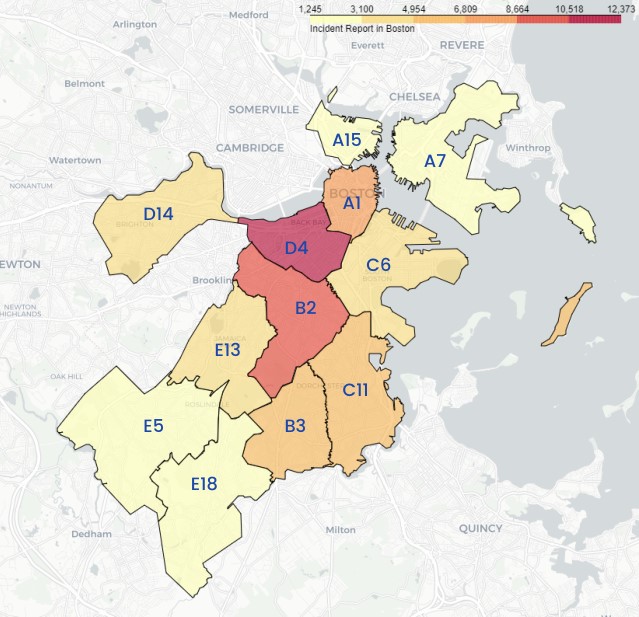 1,245 3,100 4,954 6,809 8,664 10,518 12,373
Incident Report in Boston
Medford
Arlington
Everett
REVERE
Belmont
CHELSEA
SOMERVILLE
A15
CAMBRIDGE
Winthrop
Watertown
A7
NONANTUM
BOSTON
A1
D14
BACK BAY
BRIGHTON
D4
EWTON
C6
BOSTON
Brooklin
NEWTON
HIGHLANDS
B2
E13
OAK HILL
DORCHESTER
C11
ROSLINDALE
E5
B3
E18
Dedham
Milton
QUINCY